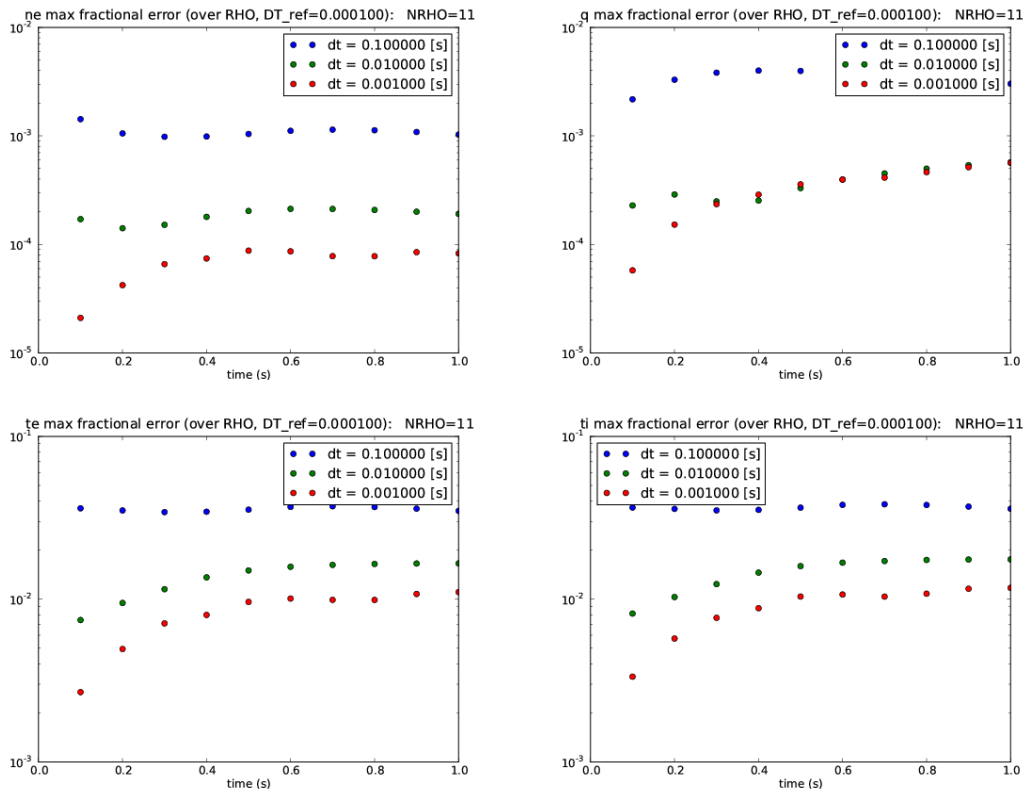 ne max fractional error (over RHO, DT_ref=0.000100):   NRHO=11
10^-2
10^-3
10^-4
10^-5
dt = 0.100000 [s]
dt = 0.010000 [s]
dt = 0.001000 [s]
0.0 0.2 0.4 0.6 0.8 1.0
time (s)
q max fractional error (over RHO, DT_ref=0.000100):   NRHO=11
10^-2
10^-3
10^-4
10^-5
dt = 0.100000 [s]
dt = 0.010000 [s]
dt = 0.001000 [s]
0.0 0.2 0.4 0.6 0.8 1.0
time (s)
te max fractional error (over RHO, DT_ref=0.000100):   NRHO=11
10^-1
10^-2
10^-3
dt = 0.100000 [s]
dt = 0.010000 [s]
dt = 0.001000 [s]
0.0 0.2 0.4 0.6 0.8 1.0
time (s)
ti max fractional error (over RHO, DT_ref=0.000100):   NRHO=11
10^-1
10^-2
10^-3
dt = 0.100000 [s]
dt = 0.010000 [s]
dt = 0.001000 [s]
0.0 0.2 0.4 0.6 0.8 1.0
time (s)